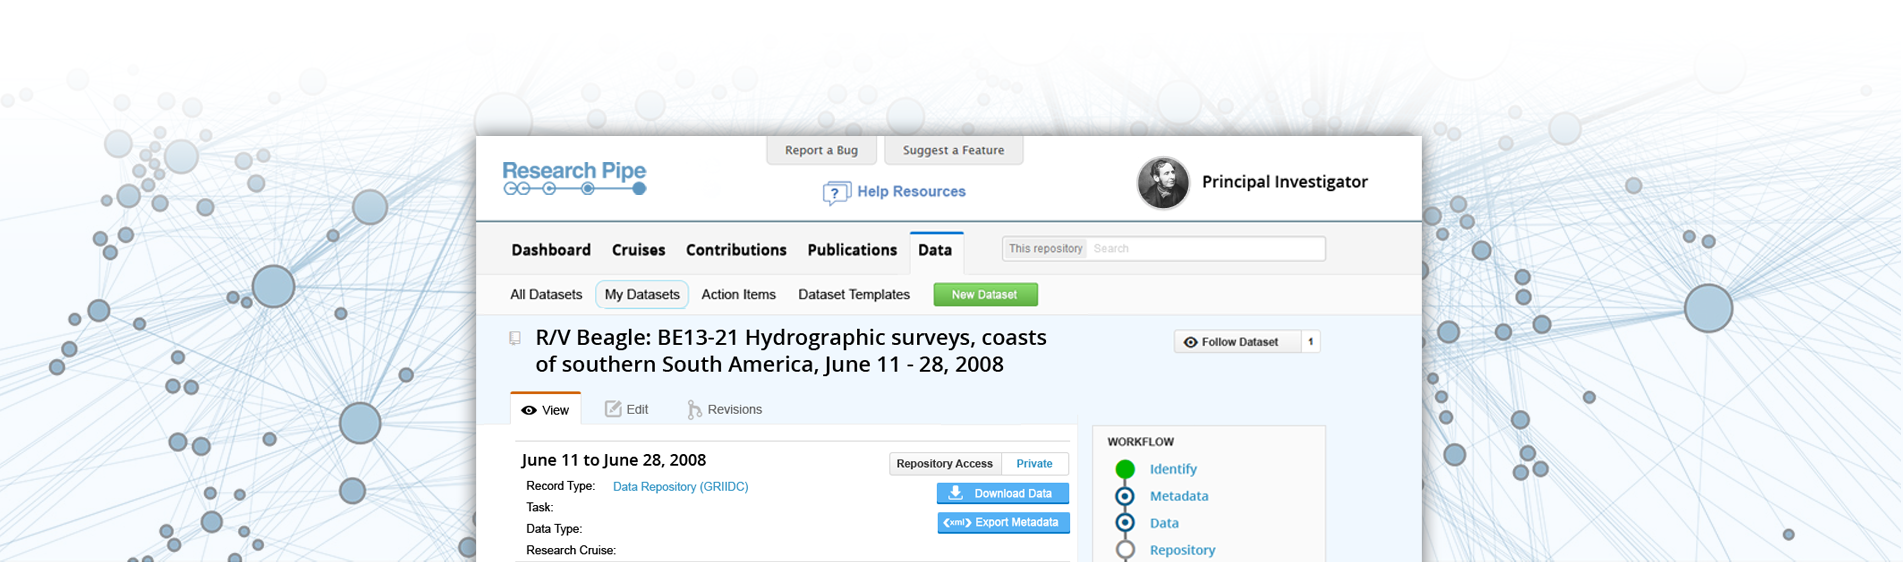 Report a Bug
Suggest a Feature
Research Pipe
? Help Resources
Principal Investigator
Dashboard
Cruises
Contributions
Publications
Data
This repository
Search
All Datasets
My Datasets
Action Items
Dataset Templates
New Dataset
R/V Beagle: BE13-21 Hydrographic surveys, coasts
of southern South America, June 11 - 28, 2008
Follow Dataset
1
View
Edit
Revisions
June 11 to June 28, 2008
Repository Access
Private
Record Type:
Data Repository (GRIIDC)
Task:
Data Type:
Research Cruise:
Download Data
<xml> Export Metadata
WORKFLOW
Identify
Metadata
Data
Repository